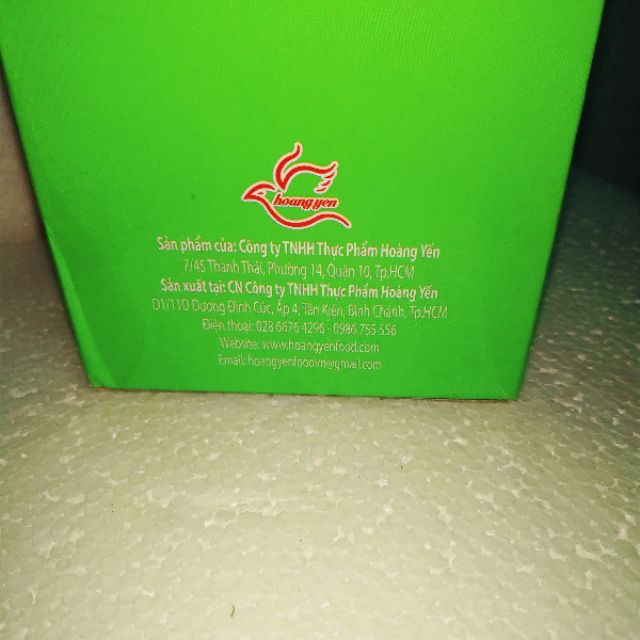 hoangyen
Sản phẩm của: Công ty TNHH Thực Phẩm Hoàng Yến
7/45 Thành Thái, Phường 14, Quận 10, Tp.HCM
Sản xuất tại: CN Công ty TNHH Thực Phẩm Hoàng Yến
D1/11D Dương Đình Cúc, Ấp 4, Tân Kiên, Bình Chánh, Tp.HCM
Điện thoại: 028 6676 4296 - 0986 755 556
Website: www.hoangyenfood.com
Email: hoangyenfoodvn@gmail.com